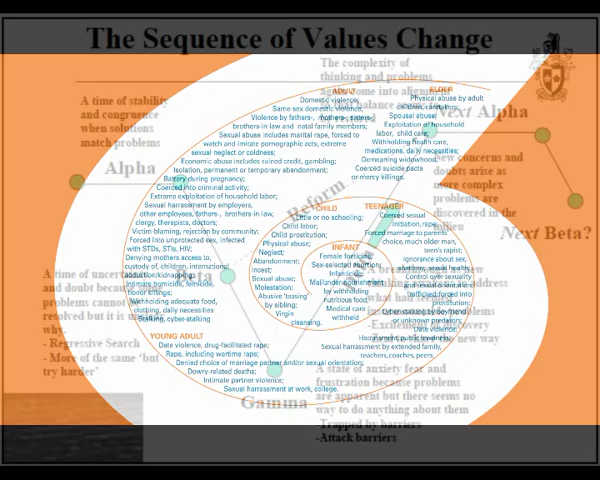 The Sequence of Values Change
The complexity of
thinking and problems
come into alignment
balance
A time of stability
and congruence
when solutions
match problems
Alpha
Next Alpha
New concerns and
doubts arise as
more complex
problems are
discovered in the
milieu
Next Beta?
Reform
A time of uncertainty
and doubt because
problems cannot
resolved but it is
why.
- Regressive Search
- More of the same 'but
try harder'
Gamma
A state of anxiety fear and
frustration because problems
are apparent but there seems no
way to do anything about them
-Trapped by barriers
-Attack barriers
ADULT
Domestic violence;
Same-sex domestic violence,
Violence by fathers-, mothers-, sisters-
brothers-in-law and natal family members;
Sexual abuse includes marital rape, forced to
watch and imitate pornographic acts, extreme
sexual neglect or coldness;
Economic abuse includes ruined credit, gambling;
Isolation, permanent or temporary abandonment;
Battery during pregnancy;
Coerced into criminal activity;
Extreme exploitation of household labor;
Sexual harassment by employers,
other employees, fathers-, brothers-in-law,
clergy, therapists, doctors;
Victim blaming, rejection by community;
Forced into unprotected sex, infected
with STDs, STIs, HIV;
Denying mothers access to,
custody of, children, international
abduction/kidnapping;
Intimate homicide, femicide,
honor killings;
Withholding adequate food,
clothing, daily necessities
Stalking, cyber-stalking
ELDER
Physical abuse by adult
children, caretaker;
Spousal abuse;
Exploitation of household
labor, child care;
Withholding health care,
medications, daily necessities;
Demeaning widowhood;
Coerced suicide pacts
or mercy killings.
CHILD
Little or no schooling;
Child labor;
Child prostitution;
Physical abuse;
Neglect;
Abandonment;
Incest;
Sexual abuse;
Molestation;
Abusive 'teasing'
by sibling;
Virgin
cleansing.
TEENAGER
Coerced sexual
initiation, rape;
Forced marriage to parents'
choice, much older man,
teen's rapist;
Ignorance about sex,
anatomy, sexual health;
Control over sexuality
and sexual orientation;
Trafficked, forced into
prostitution;
Cyber-stalking by boyfriend
or unknown predators;
Date violence;
Harassment, public lewdness;
Sexual harassment by extended family,
teachers, coaches, peers.
INFANT
Female foeticide;
Sex-selected abortion;
Infanticide;
Mal/undernourishment
by withholding
nutritious food;
Medical care
withheld
YOUNG ADULT
Date violence, drug-facilitated rape;
Rape, including wartime rape;
Denied choice of marriage partner and/or sexual orientation;
Dowry-related deaths;
Intimate partner violence;
Sexual harassment at work, college.